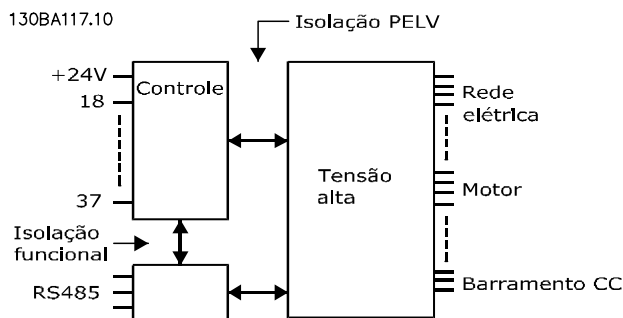 130BA117.10
Isolação PELV
+24V
Controle
18
37
Tensão
alta
Rede
elétrica
Motor
Barramento CC
Isolação
funcional
RS485